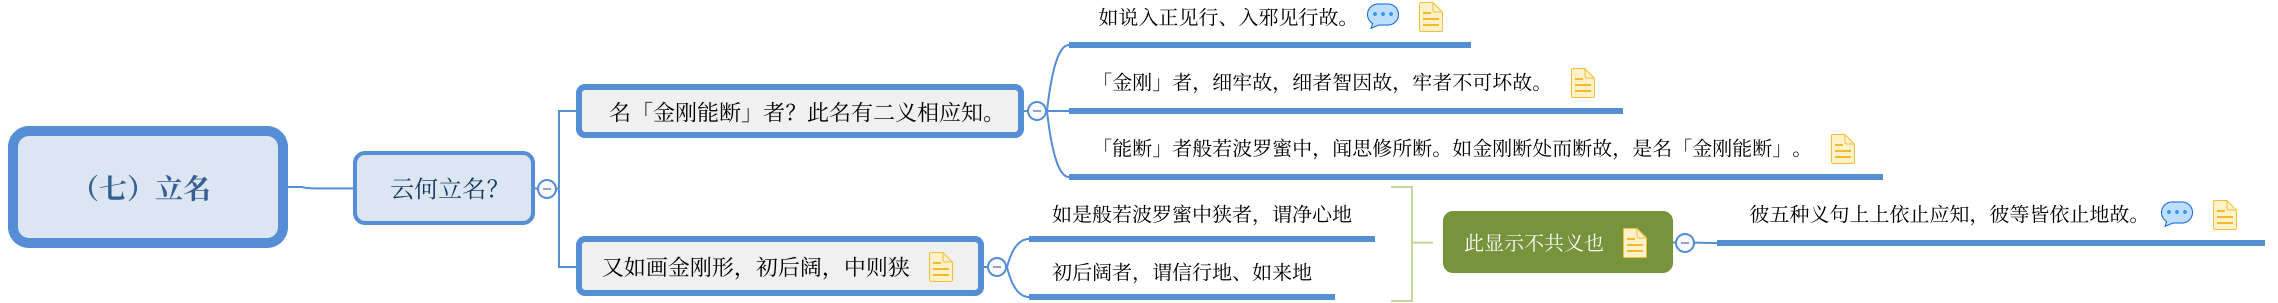 （七）立名
云何立名？
名「金刚能断」者？此名有二义相应知。
如说入正见行、入邪见行故。
「金刚」者，细牢故，细者智因故，牢者不可坏故。
「能断」者般若波罗蜜中，闻思修所断。如金刚断处而断故，是名「金刚能断」。
又如画金刚形，初后阔，中则狭
如是般若波罗蜜中狭者，谓净心地
初后阔者，谓信行地、如来地
此显示不共义也
彼五种义句上上依止应知，彼等皆依止地故。